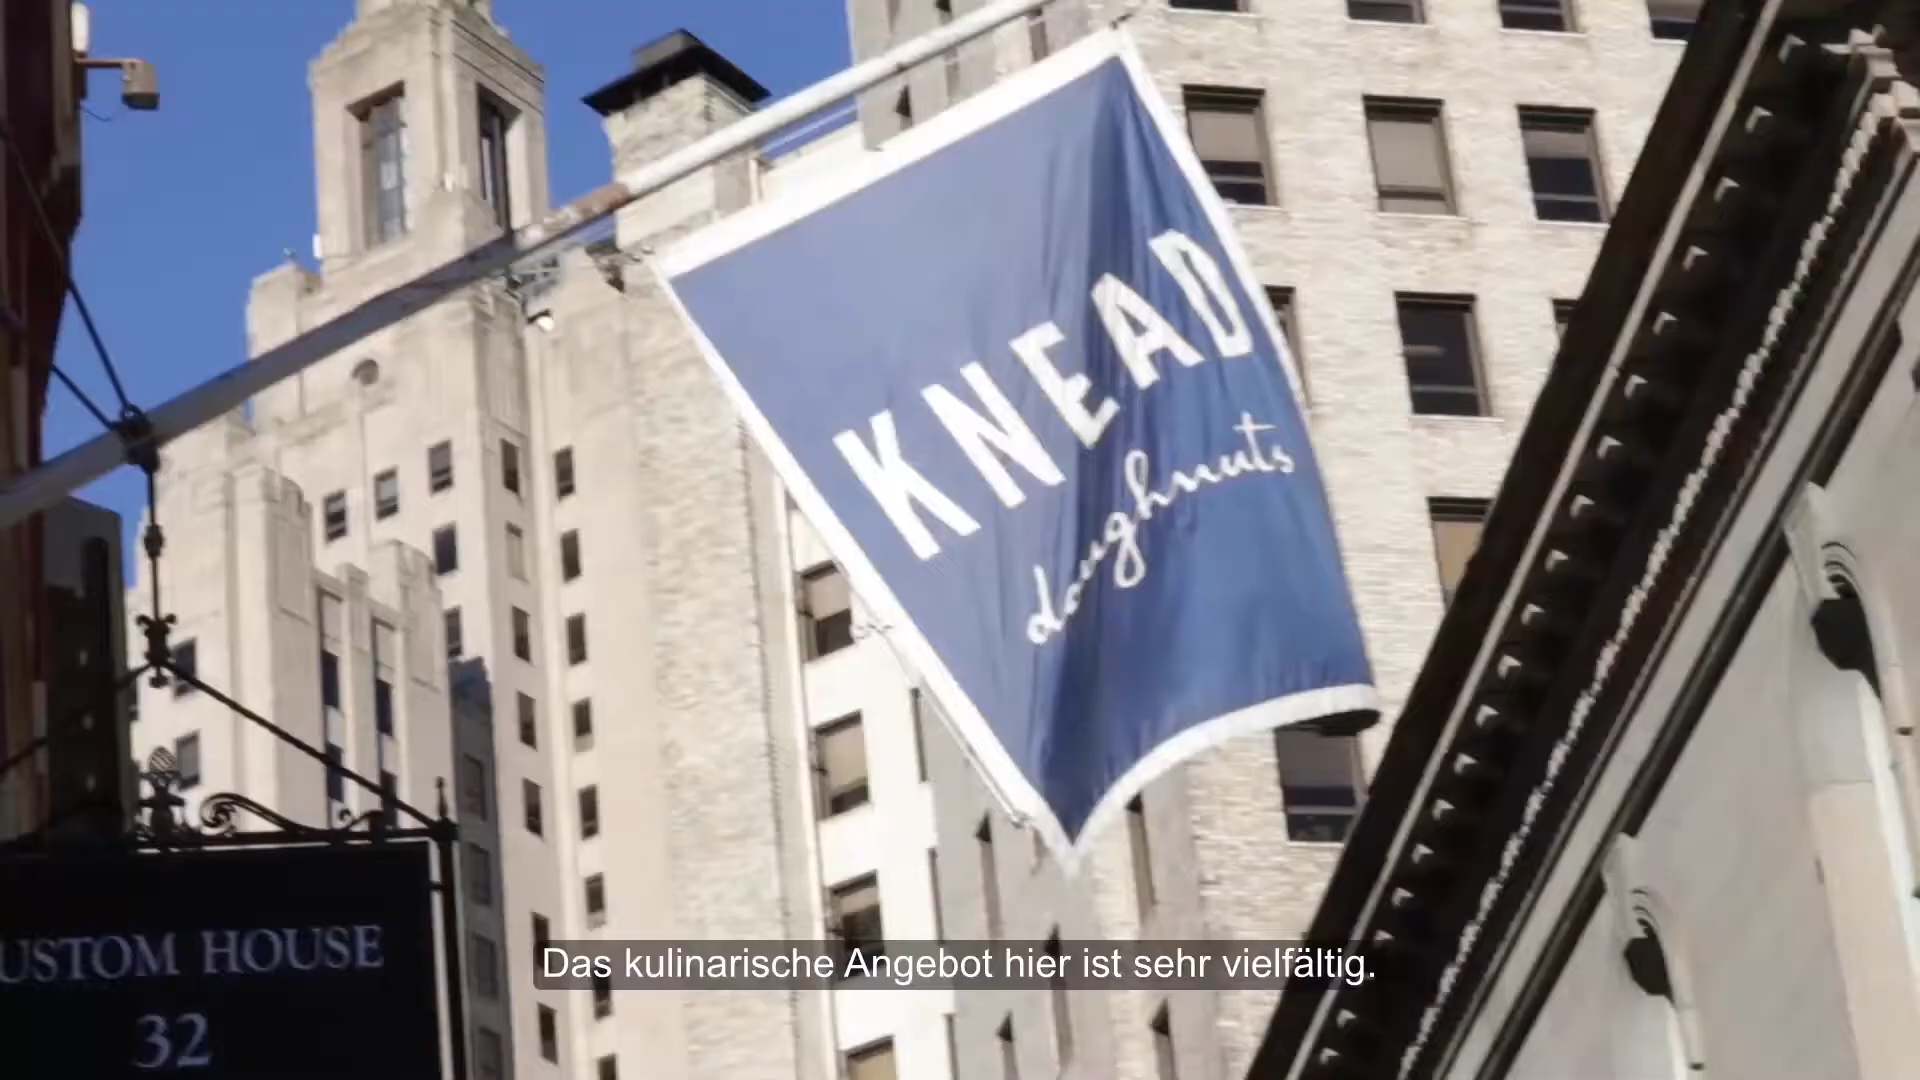 KNEAD
doughnuts
USTOM HOUSE
32
Das kulinarische Angebot hier ist sehr vielfältig.